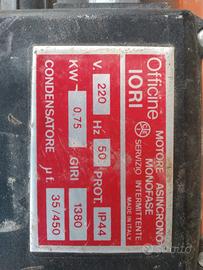 Officine
IORI
MOTORE ASINCRONO
MONOFASE
SERVIZIO INTERMITTENTE
MADE IN ITALY
V. 220 Hz 50 PROT. IP44
KW 0,75 GIRI 1380
CONDENSATORE μf. 35/450